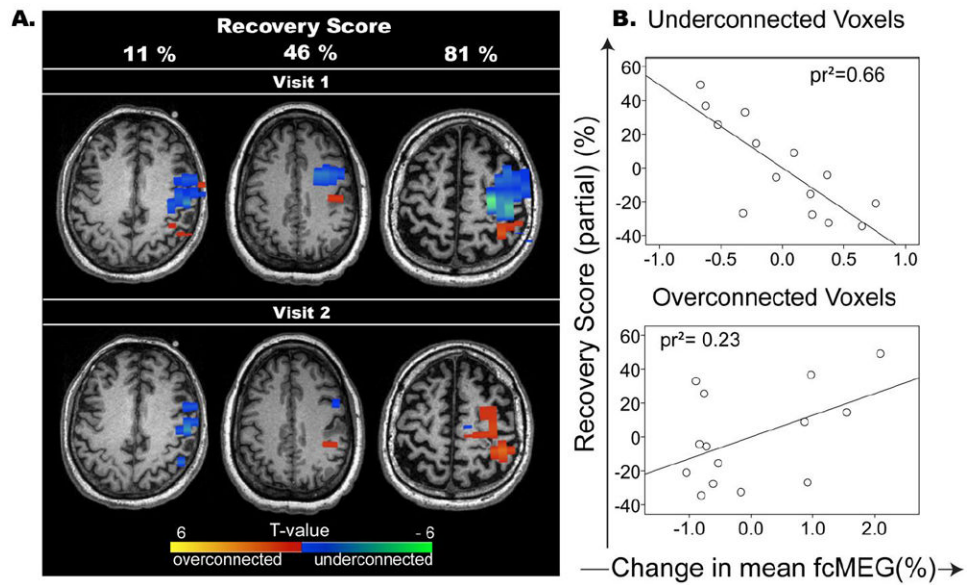 A.
Recovery Score
11 % 46 % 81 %
Visit 1
Visit 2
6 T-value - 6
overconnected underconnected
B. Underconnected Voxels
pr²=0.66
60
40
20
0
-20
-40
-1.0 -0.5 0.0 0.5 1.0
Overconnected Voxels
pr²= 0.23
60
40
20
0
-20
-40
-1.0 0.0 1.0 2.0
Recovery Score (partial) (%)
Change in mean fcMEG(%)